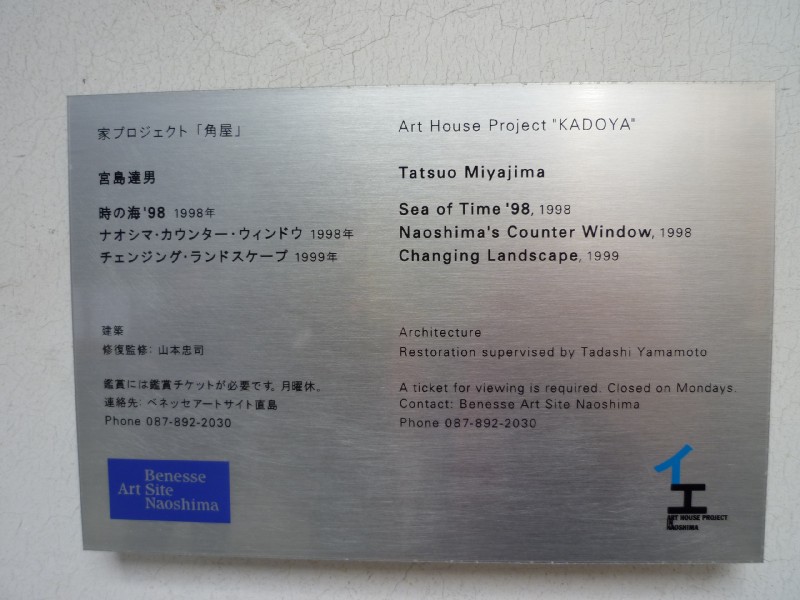 家プロジェクト「角屋」
宮島達男
時の海'98 1998年
ナオシマ・カウンター・ウィンドウ 1998年
チェンジング・ランドスケープ 1999年
建築
修復監修: 山本忠司
鑑賞には鑑賞チケットが必要です。月曜休。
連絡先: ベネッセアートサイト直島
Phone 087-892-2030
Benesse
Art Site
Naoshima
Art House Project "KADOYA"
Tatsuo Miyajima
Sea of Time '98, 1998
Naoshima's Counter Window, 1998
Changing Landscape, 1999
Architecture
Restoration supervised by Tadashi Yamamoto
A ticket for viewing is required. Closed on Mondays.
Contact: Benesse Art Site Naoshima
Phone 087-892-2030
イエ
ART HOUSE PROJECT
IN
NAOSHIMA